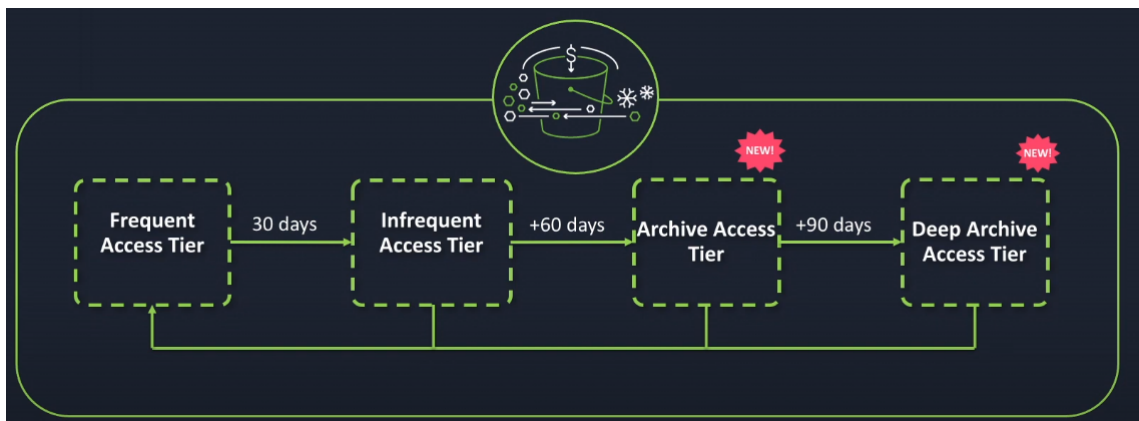 $
NEW!
NEW!
Frequent
Access Tier
30 days
Infrequent
Access Tier
+60 days
Archive Access
Tier
+90 days
Deep Archive
Access Tier